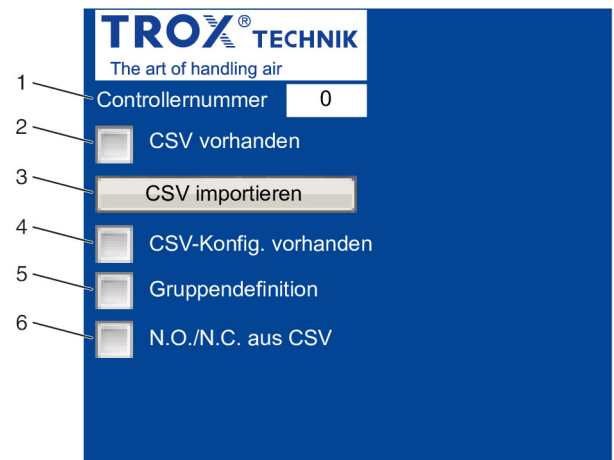 TROX® TECHNIK
The art of handling air
1 Controllernummer 0
2 CSV vorhanden
3 CSV importieren
4 CSV-Konfig. vorhanden
5 Gruppendefinition
6 N.O./N.C. aus CSV